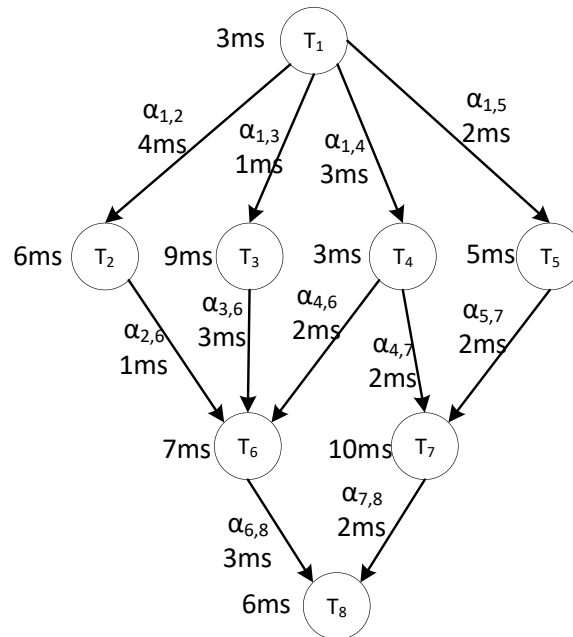 3ms T₁
α₁,₂
4ms
α₁,₃
1ms
α₁,₄
3ms
α₁,₅
2ms
6ms T₂
9ms T₃
3ms T₄
5ms T₅
α₂,₆
1ms
α₃,₆
3ms
α₄,₆
2ms
α₄,₇
2ms
α₅,₇
2ms
7ms T₆
10ms T₇
α₆,₈
3ms
α₇,₈
2ms
6ms T₈